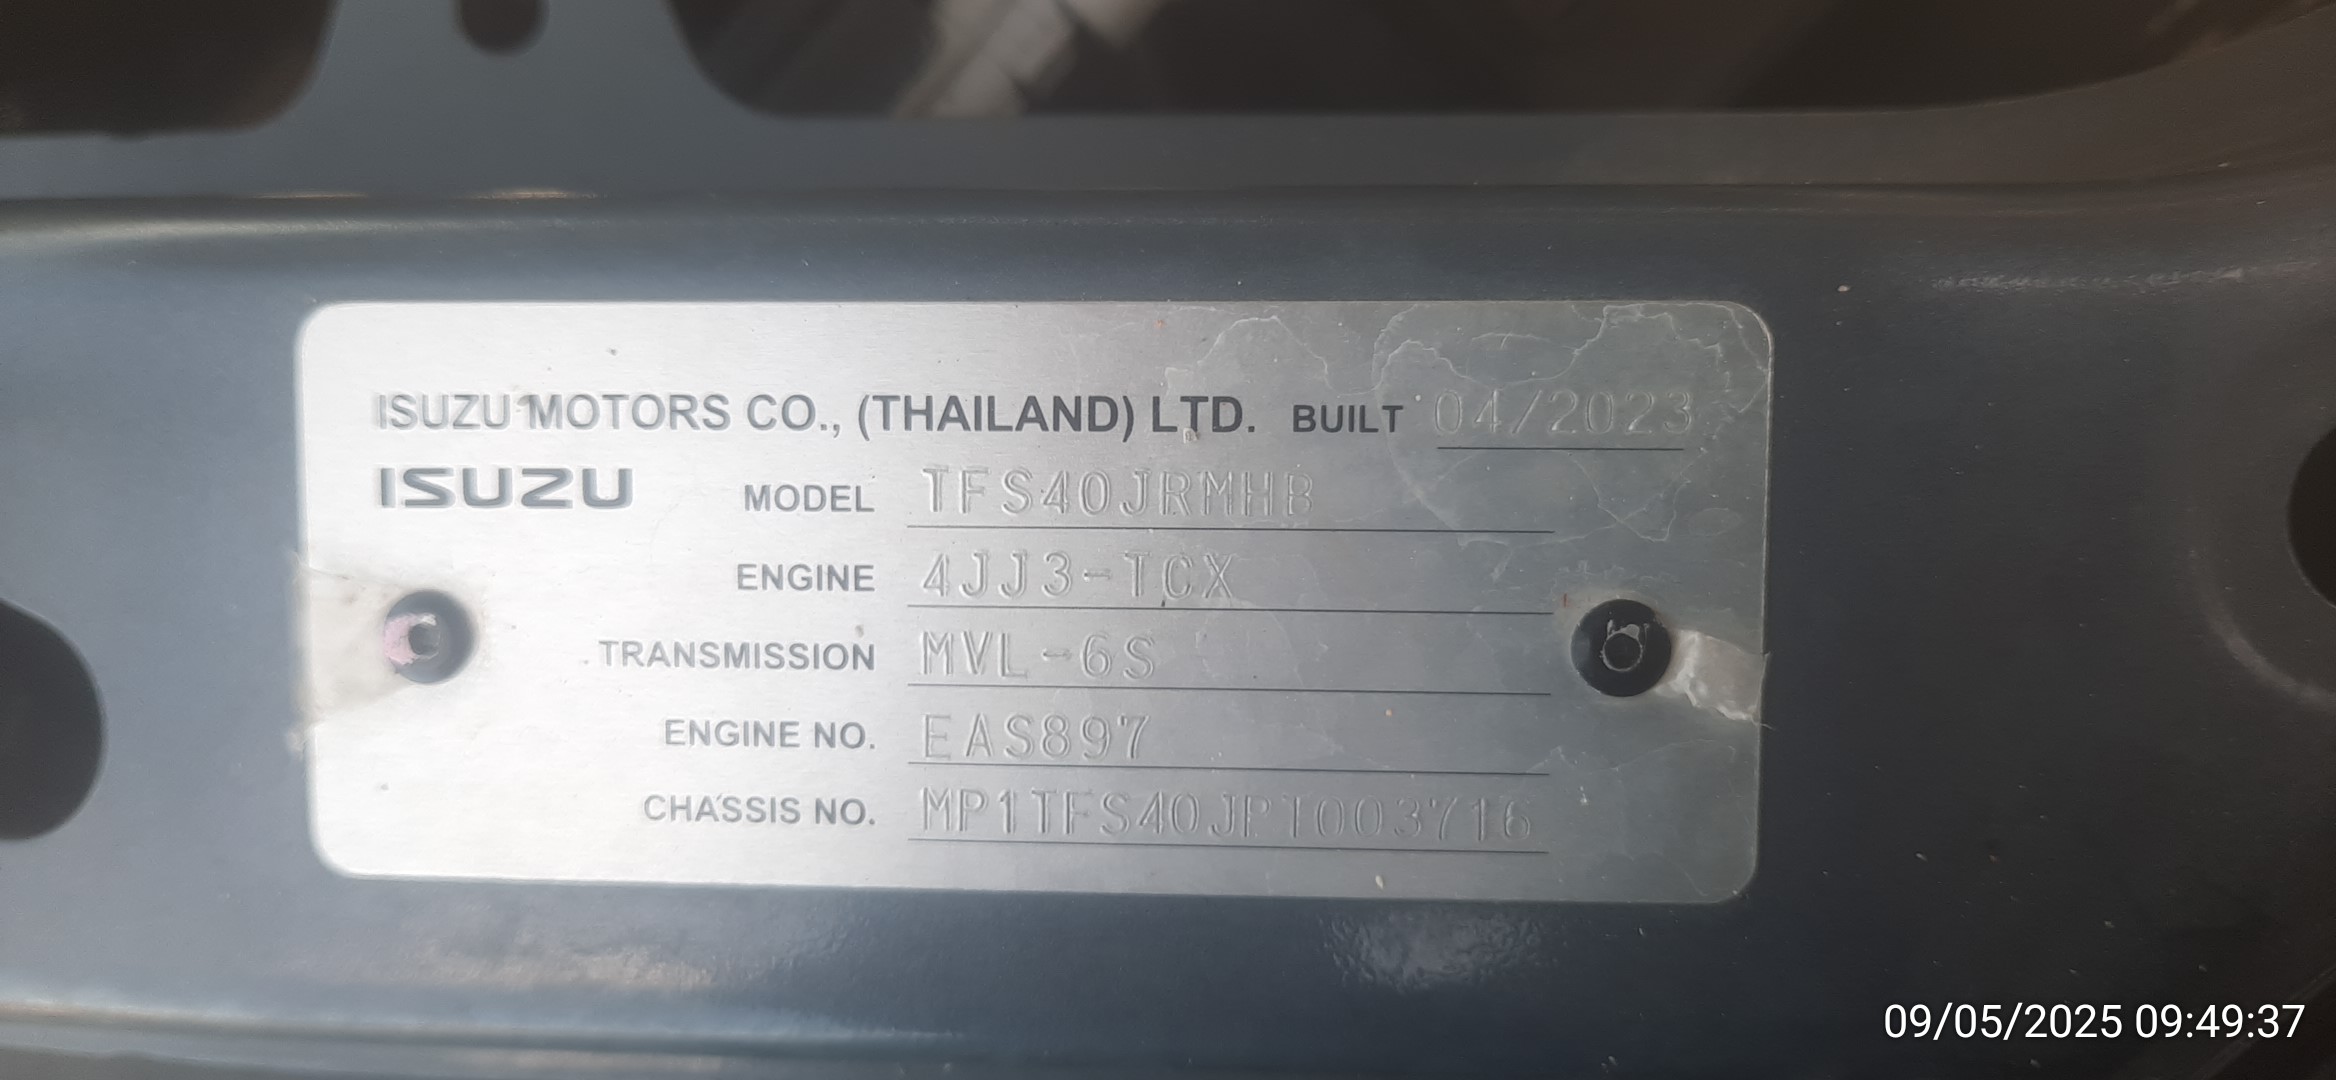 ISUZU MOTORS CO., (THAILAND) LTD. BUILT 04/2023
ISUZU MODEL TFS40JRMHB
ENGINE 4JJ3-TCX
TRANSMISSION MVL-6S
ENGINE NO. EAS897
CHASSIS NO. MP1TFS40JPT003716
09/05/2025 09:49:37